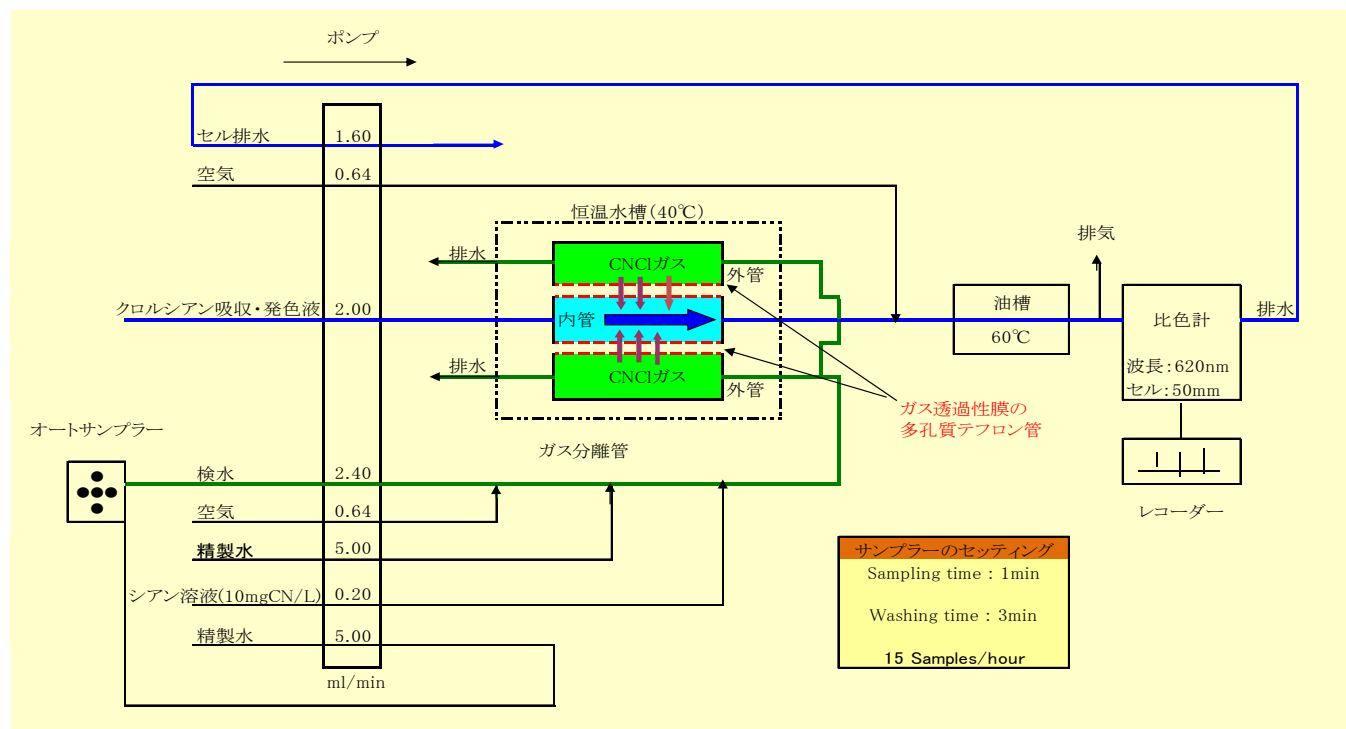 ポンプ
セル排水
1.60
空気
0.64
恒温水槽(40℃)
排水
CNClガス
外管
排気
クロルシアン吸収・発色液
2.00
内管
油槽
60℃
比色計
波長:620nm
セル:50mm
排水
排水
CNClガス
外管
ガス透過性膜の
多孔質テフロン管
オートサンプラー
ガス分離管
検水
2.40
空気
0.64
精製水
5.00
シアン溶液(10mgCN/L)
0.20
精製水
5.00
ml/min
レコーダー
サンプラーのセッティング
Sampling time : 1min
Washing time : 3min
15 Samples/hour